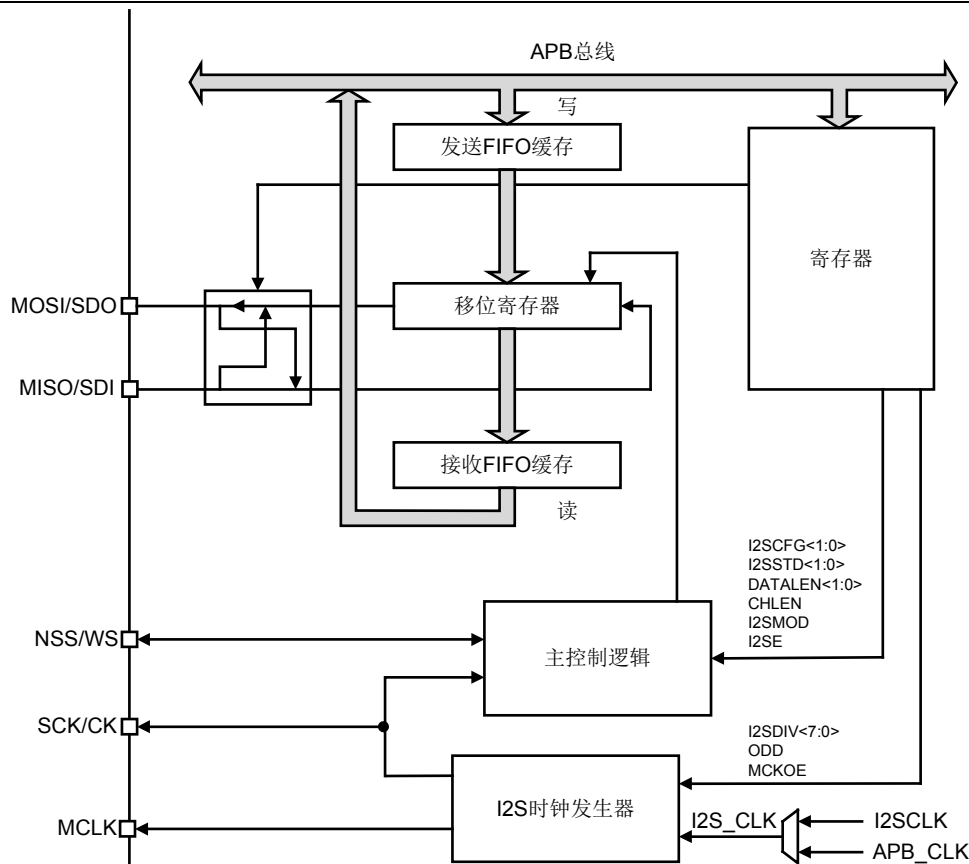 APB总线
写
发送FIFO缓存
寄存器
MOSI/SDO
移位寄存器
MISO/SDI
接收FIFO缓存
读
I2SCFG<1:0>
I2SSTD<1:0>
DATALEN<1:0>
CHLEN
I2SMOD
I2SE
NSS/WS
主控制逻辑
SCK/CK
I2SDIV<7:0>
ODD
MCKOE
I2S时钟发生器
MCLK
I2S_CLK
I2SCLK
APB_CLK